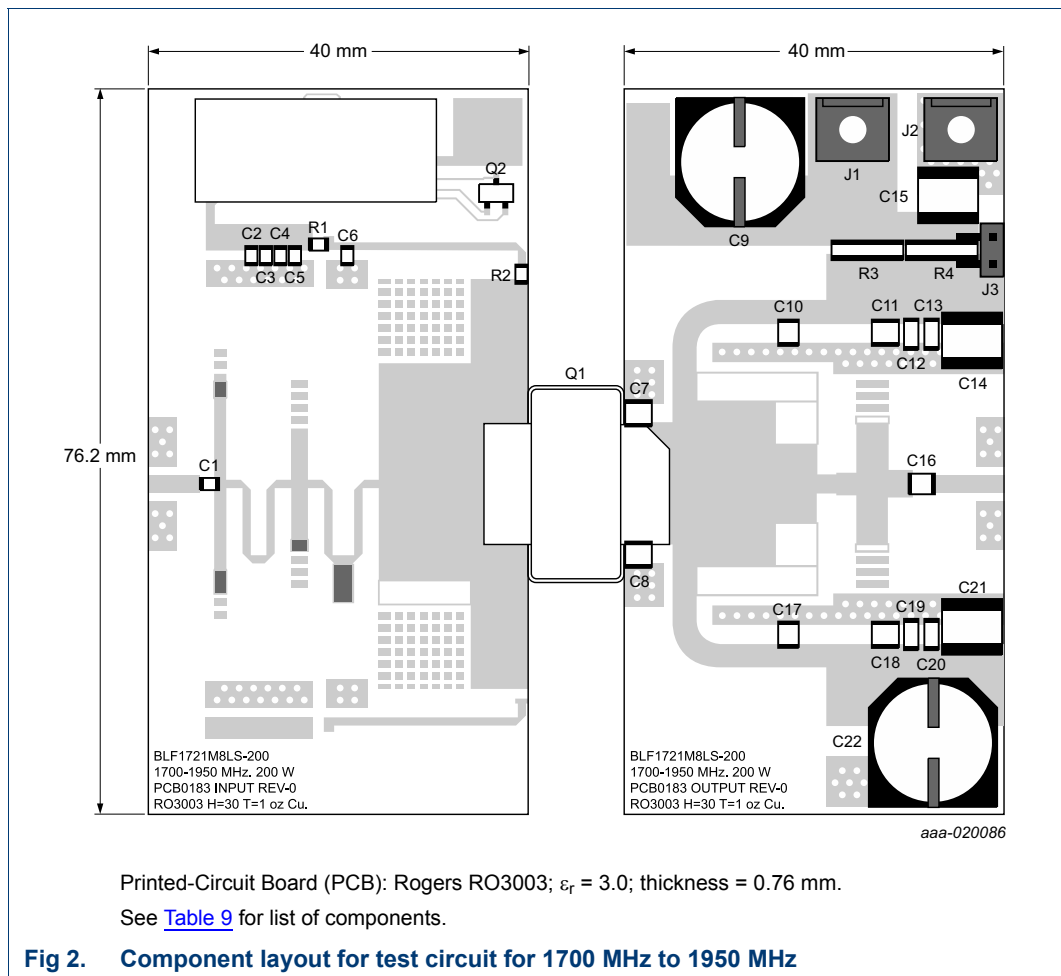 40 mm
40 mm
76.2 mm
Q2
R1
C2 C4
C6
C3 C5
R2
C1
Q1
J1
J2
C15
C9
R3
R4
J3
C10
C11
C13
C12
C14
C7
C16
C8
C21
C17
C19
C18
C20
C22
BLF1721M8LS-200
1700-1950 MHz. 200 W
PCB0183 INPUT REV-0
RO3003 H=30 T=1 oz Cu.
BLF1721M8LS-200
1700-1950 MHz. 200 W
PCB0183 OUTPUT REV-0
RO3003 H=30 T=1 oz Cu.
aaa-020086
Printed-Circuit Board (PCB): Rogers RO3003; εr = 3.0; thickness = 0.76 mm.
See Table 9 for list of components.
Fig 2. Component layout for test circuit for 1700 MHz to 1950 MHz